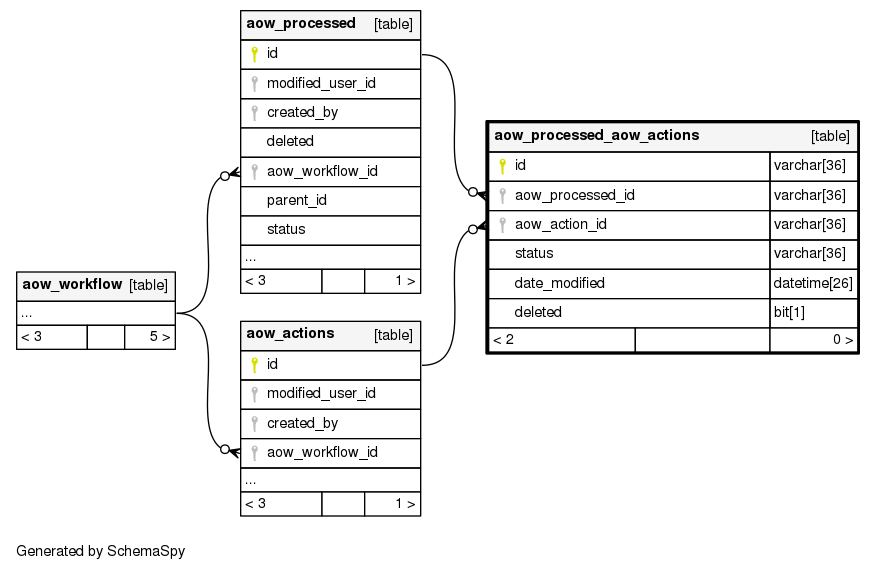 aow_processed [table]
id
modified_user_id
created_by
deleted
aow_workflow_id
parent_id
status
...
< 3 1 >
aow_processed_aow_actions [table]
id varchar[36]
aow_processed_id varchar[36]
aow_action_id varchar[36]
status varchar[36]
date_modified datetime[26]
deleted bit[1]
< 2 0 >
aow_workflow [table]
...
< 3 5 >
aow_actions [table]
id
modified_user_id
created_by
aow_workflow_id
...
< 3 1 >
Generated by SchemaSpy